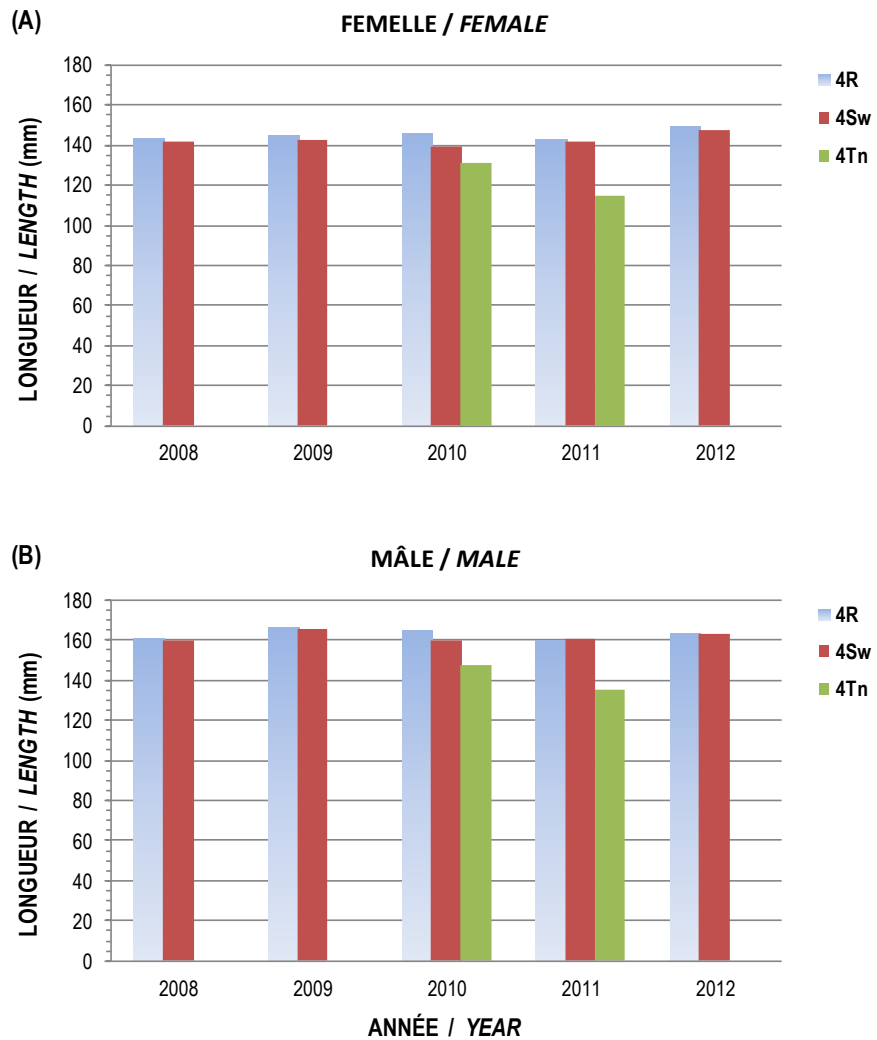 (A)
FEMELLE / FEMALE
LONGUEUR / LENGTH (mm)
180
160
140
120
100
80
60
40
20
0
2008 2009 2010 2011 2012
4R
4Sw
4Tn
(B)
MÂLE / MALE
LONGUEUR / LENGTH (mm)
180
160
140
120
100
80
60
40
20
0
2008 2009 2010 2011 2012
ANNÉE / YEAR
4R
4Sw
4Tn